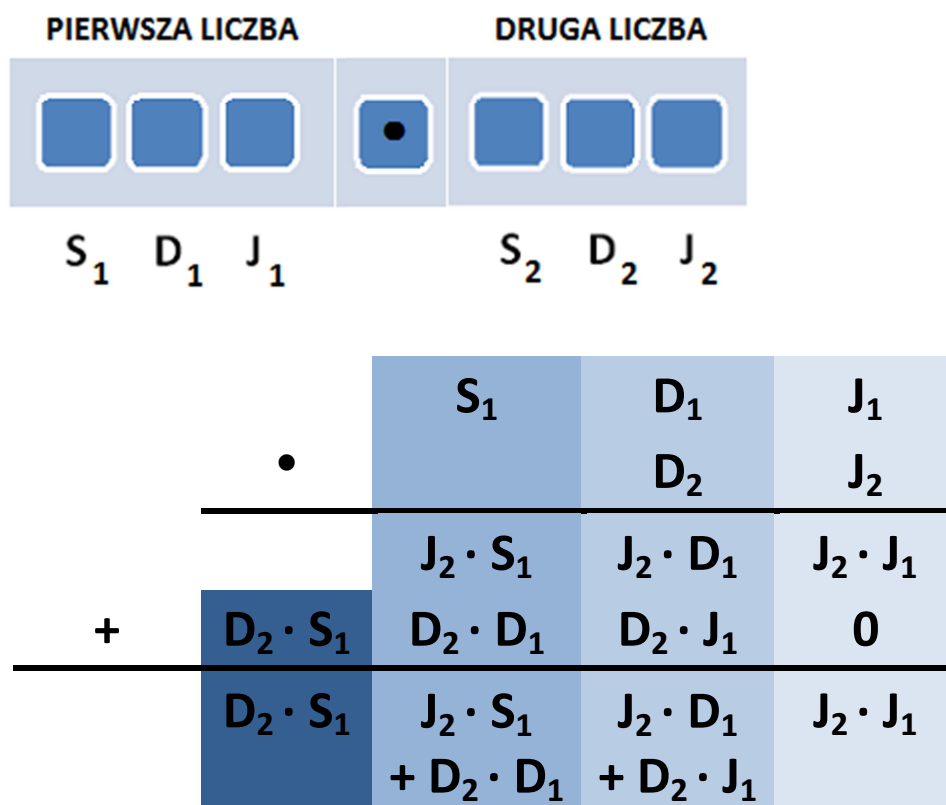 PIERWSZA LICZBA DRUGA LICZBA
•
S₁ D₁ J₁ S₂ D₂ J₂
S₁ D₁ J₁
• D₂ J₂
J₂ · S₁ J₂ · D₁ J₂ · J₁
+ D₂ · S₁ D₂ · D₁ D₂ · J₁ 0
D₂ · S₁ J₂ · S₁ J₂ · D₁ J₂ · J₁
+ D₂ · D₁ + D₂ · J₁